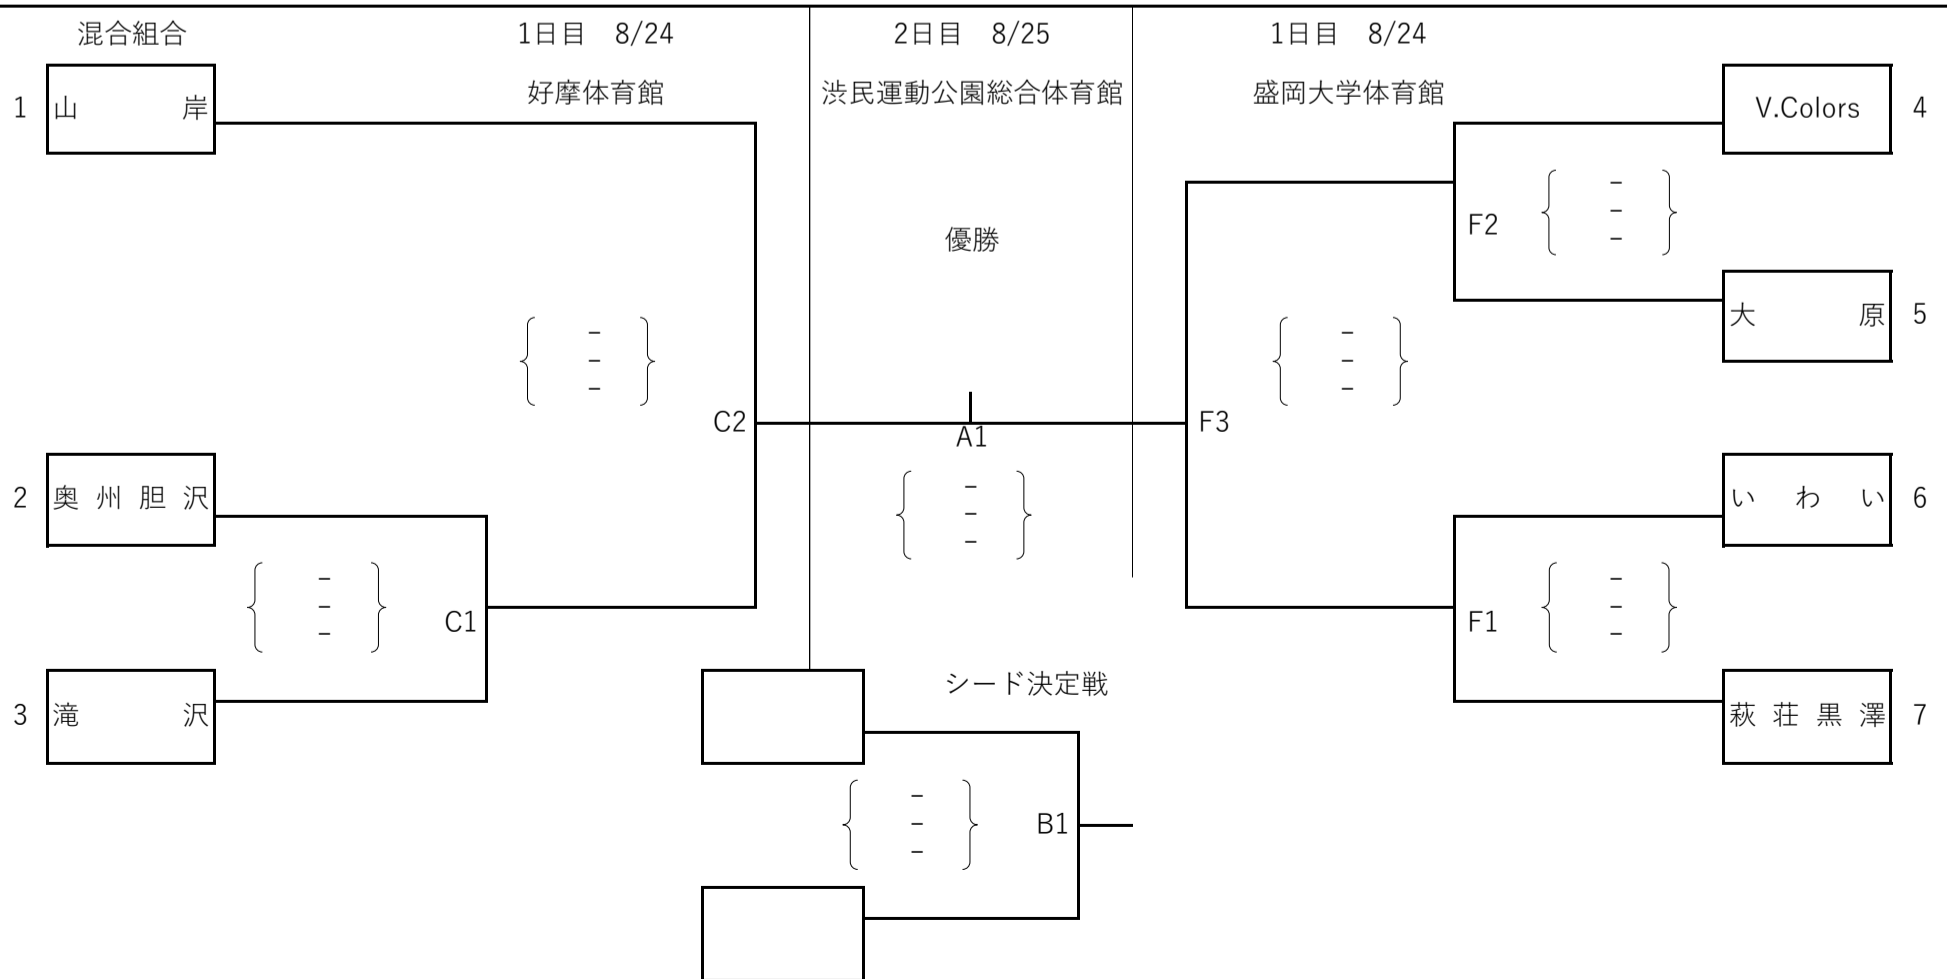 混合組合 1日目 8/24 2日目 8/25 1日目 8/24
好摩体育館 渋民運動公園総合体育館 盛岡大学体育館
1 山岸 V.Colors 4
- 
- 
- 
F2
優勝
大原 5
- -
- -
- -
C2 A1 F3
2 奥州胆沢 - いわい 6
-
-
- -
- -
- -
C1 F1
シード決定戦
3 滝沢 萩荘黒澤 7
-
-
-
B1